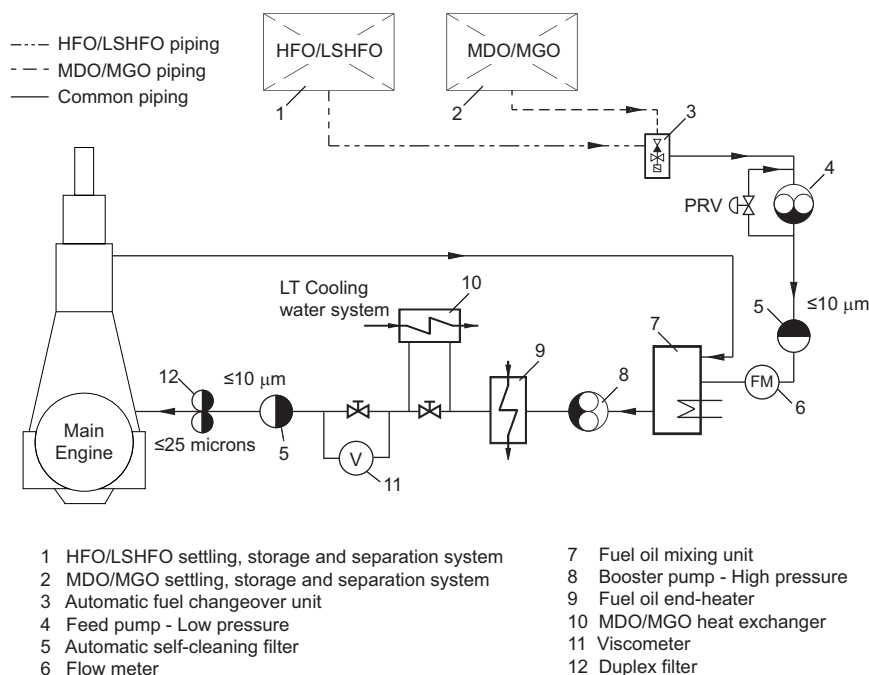 HFO/LSHFO piping
MDO/MGO piping
Common piping
HFO/LSHFO
MDO/MGO
1
2
3
4
PRV
LT Cooling
water system
10
5
≤10 µm
7
9
8
FM
6
12
≤10 µm
≤25 microns
5
V
11
Main
Engine
1 HFO/LSHFO settling, storage and separation system
2 MDO/MGO settling, storage and separation system
3 Automatic fuel changeover unit
4 Feed pump - Low pressure
5 Automatic self-cleaning filter
6 Flow meter
7 Fuel oil mixing unit
8 Booster pump - High pressure
9 Fuel oil end-heater
10 MDO/MGO heat exchanger
11 Viscometer
12 Duplex filter